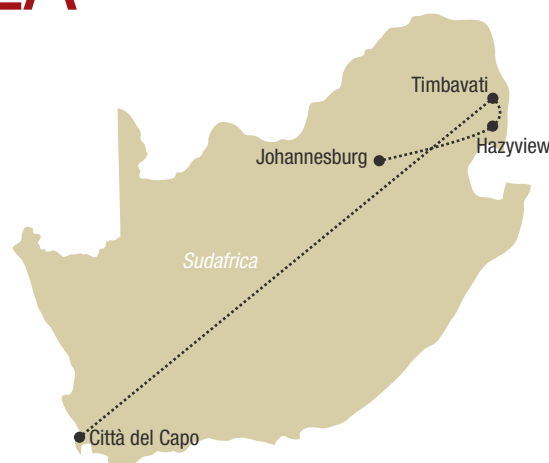 Timbavati
Hazyview
Johannesburg
Sudafrica
Città del Capo